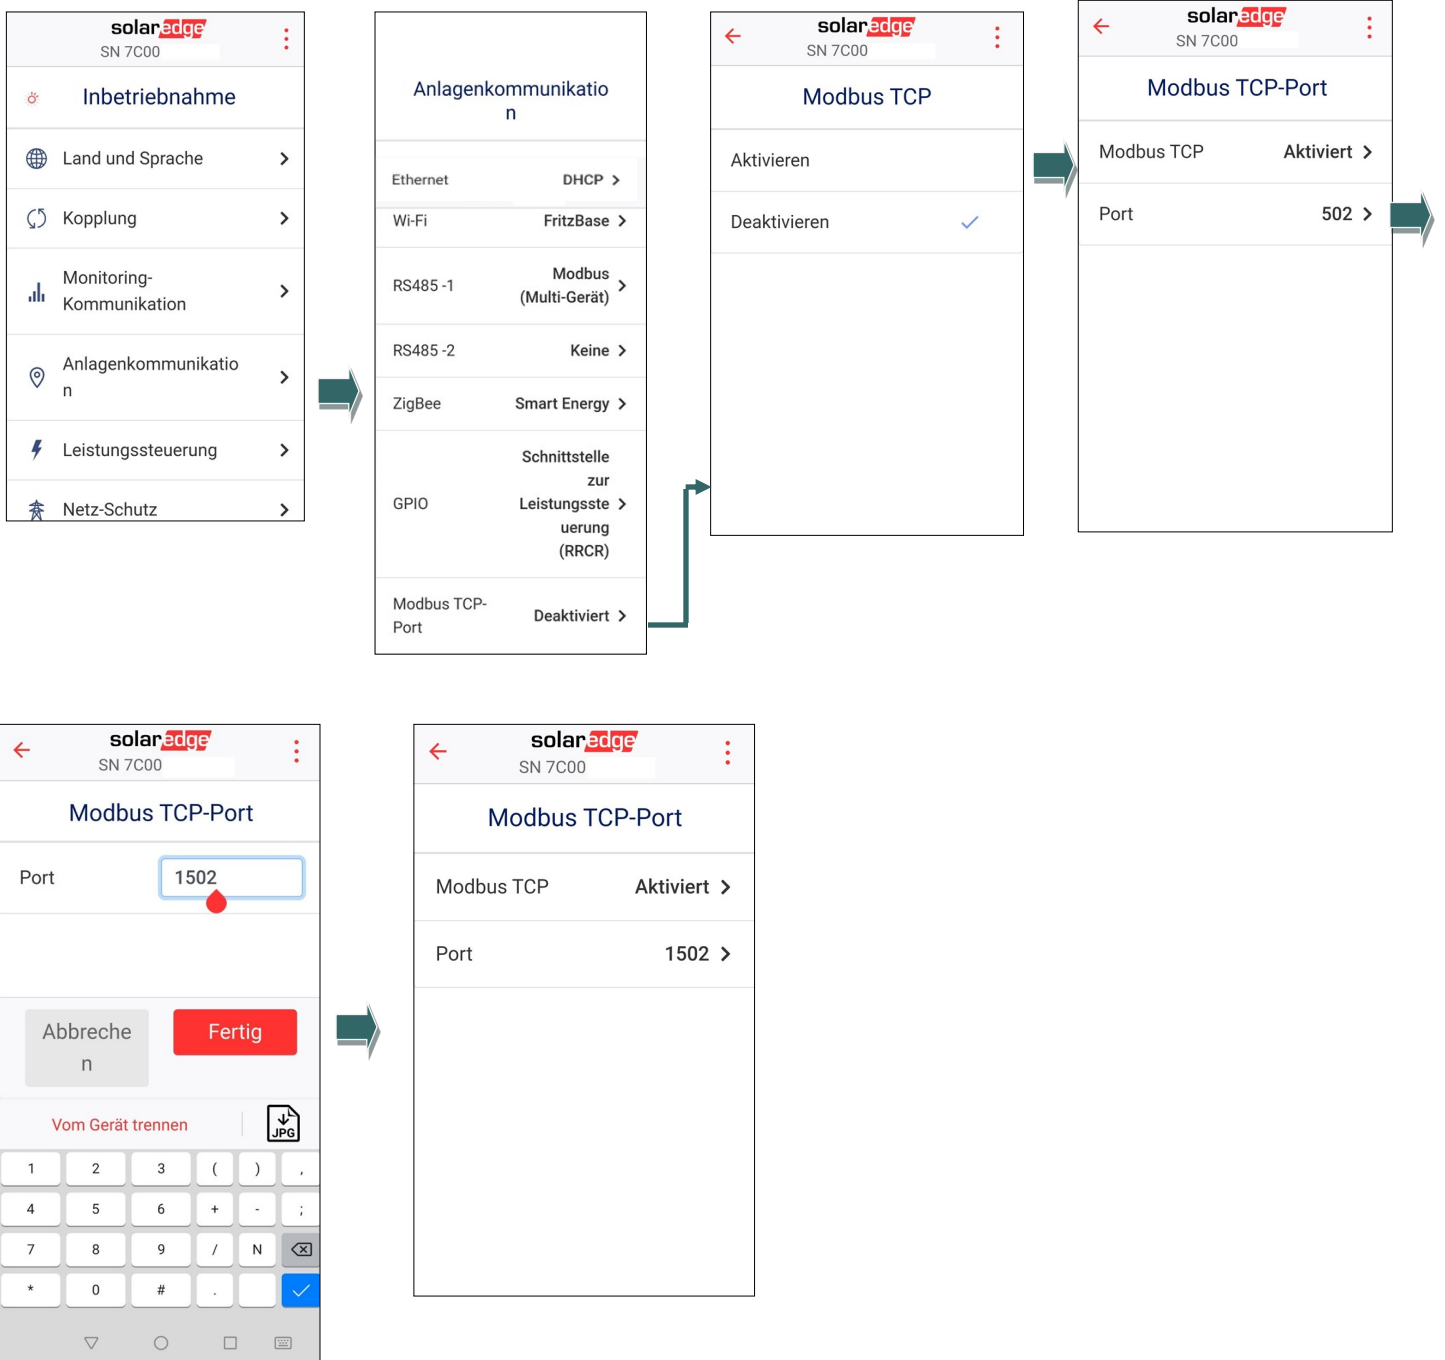 solaredge
SN 7C00
Inbetriebnahme
Land und Sprache
Kopplung
Monitoring-
Kommunikation
Anlagenkommunikatio
n
Leistungssteuerung
Netz-Schutz
Anlagenkommunikatio
n
Ethernet DHCP
Wi-Fi FritzBase
RS485 -1 Modbus
(Multi-Gerät)
RS485 -2 Keine
ZigBee Smart Energy
GPIO Schnittstelle
zur
Leistungsste
uerung
(RRCR)
Modbus TCP-
Port Deaktiviert
solaredge
SN 7C00
Modbus TCP
Aktivieren
Deaktivieren
solaredge
SN 7C00
Modbus TCP-Port
Modbus TCP Aktiviert
Port 502
solaredge
SN 7C00
Modbus TCP-Port
Port 1502
Abbreche
n
Fertig
Vom Gerät trennen
JPG
1 2 3 ( ) ,
4 5 6 + - ;
7 8 9 / N
* 0 # .
solaredge
SN 7C00
Modbus TCP-Port
Modbus TCP Aktiviert
Port 1502